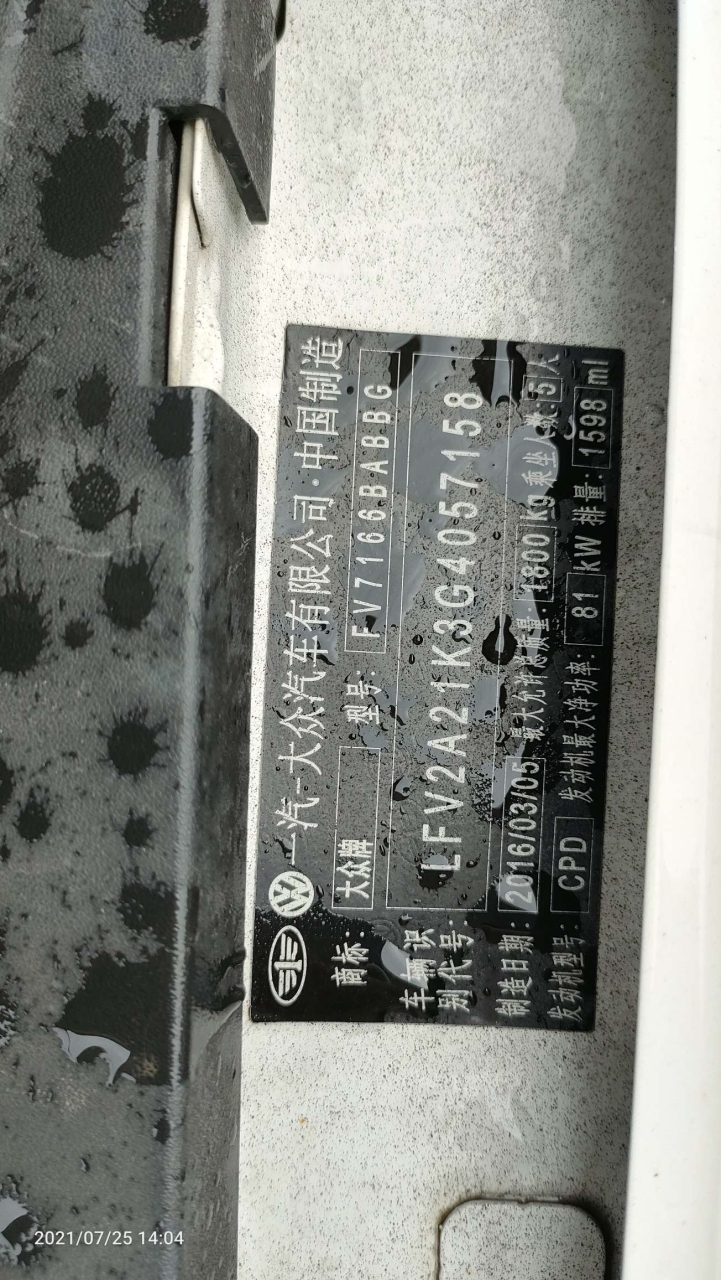 一汽-大众汽车有限公司·中国制造
商标: 大众牌 型号: FV7166BABBG
车辆识别代号: LFV2A21K3G4057158
制造日期: 2016/03/05 最大允许总质量: 1800 kg 乘坐人数: 5 人
发动机型号: CPD 发动机最大净功率: 81 kW 排量: 1598 ml
2021/07/25 14:04